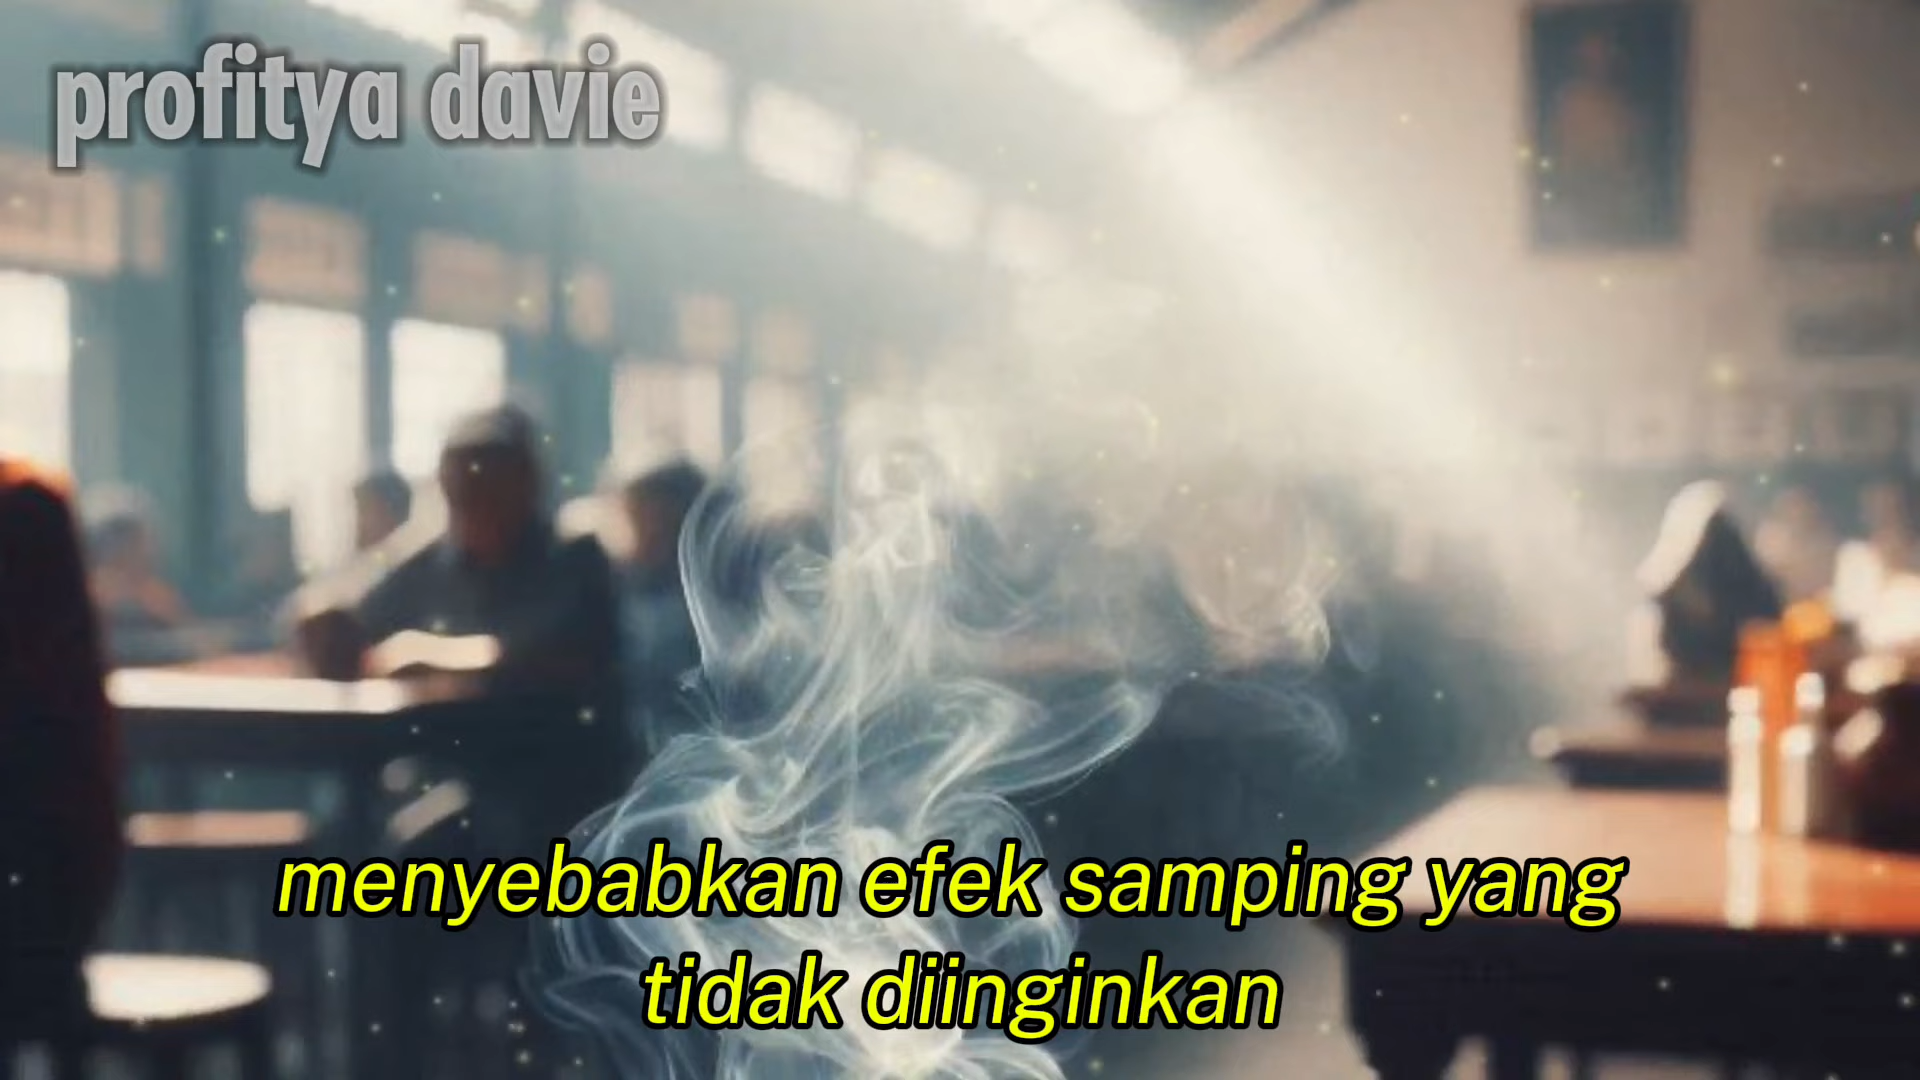 profitya davie
menyebabkan efek samping yang
tidak diinginkan